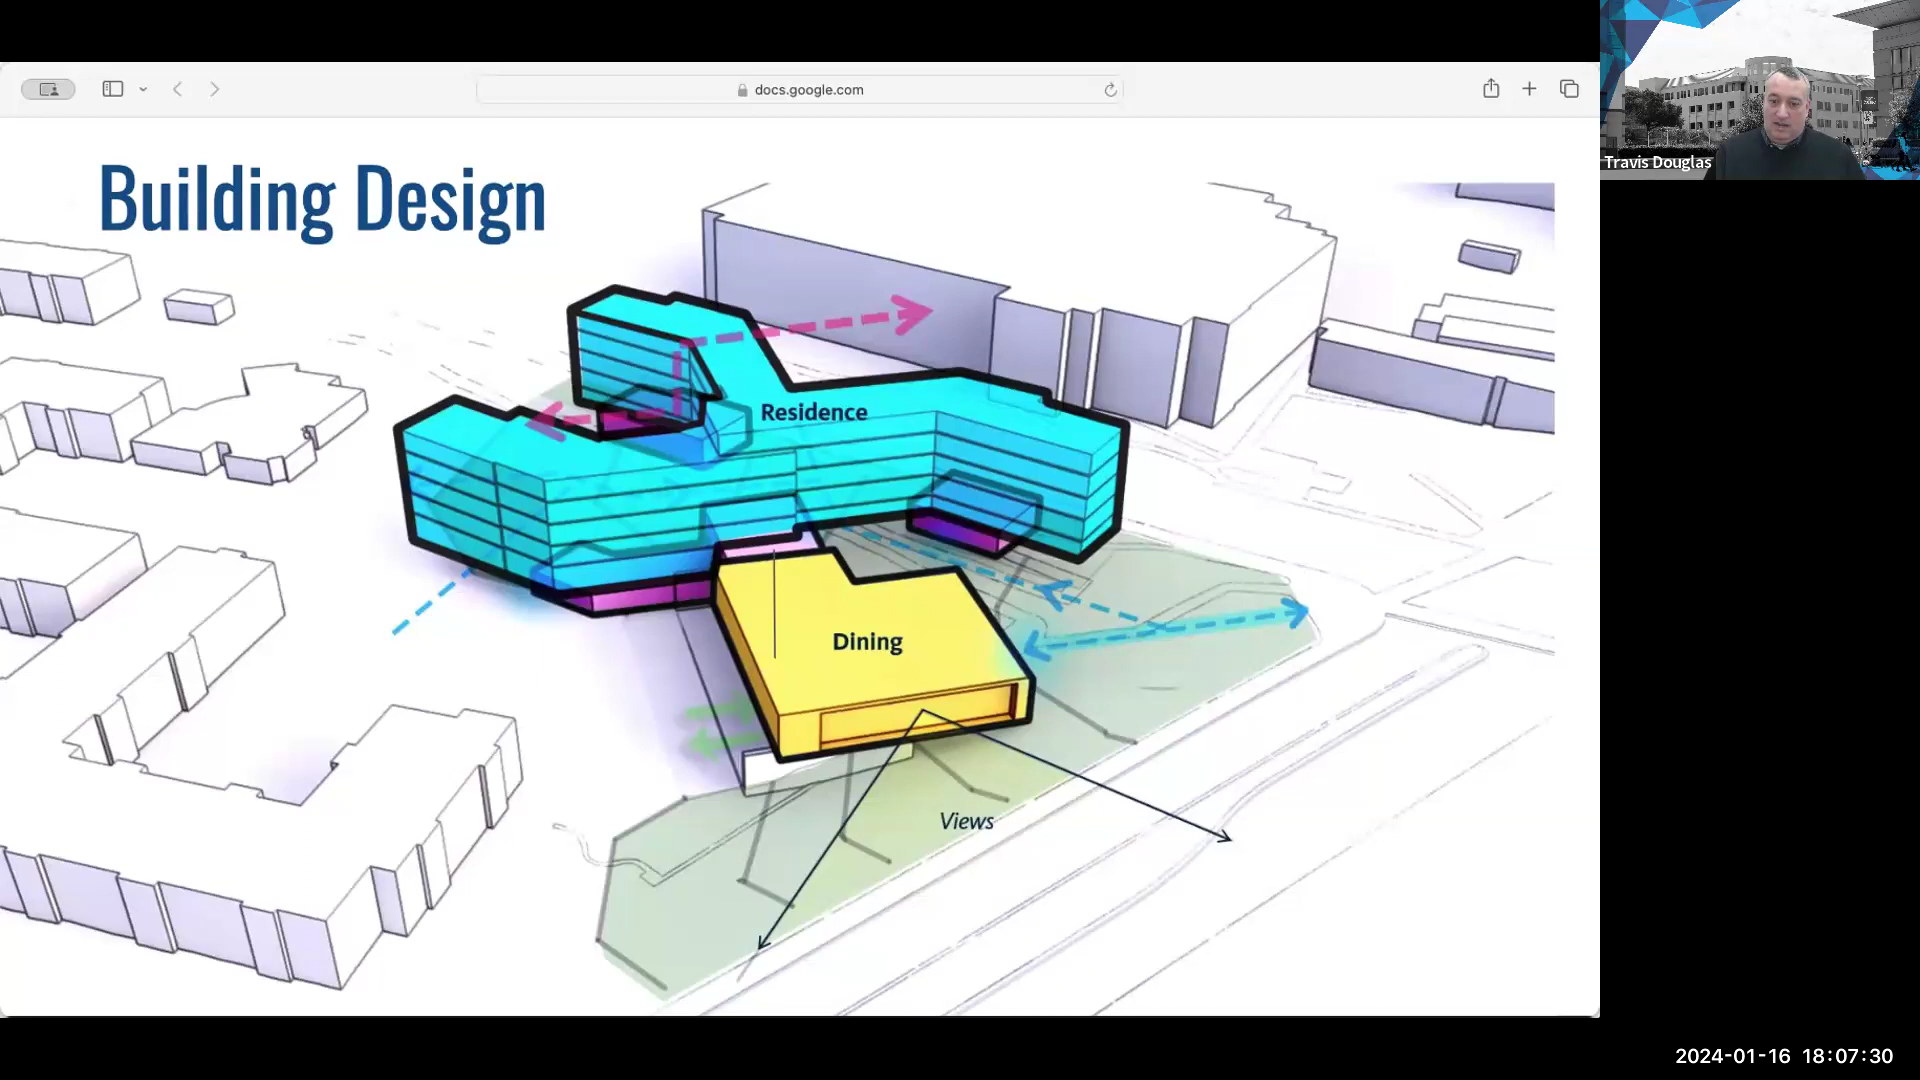 docs.google.com
Travis Douglas
Building Design
Residence
Dining
Views
2024-01-16 18:07:30